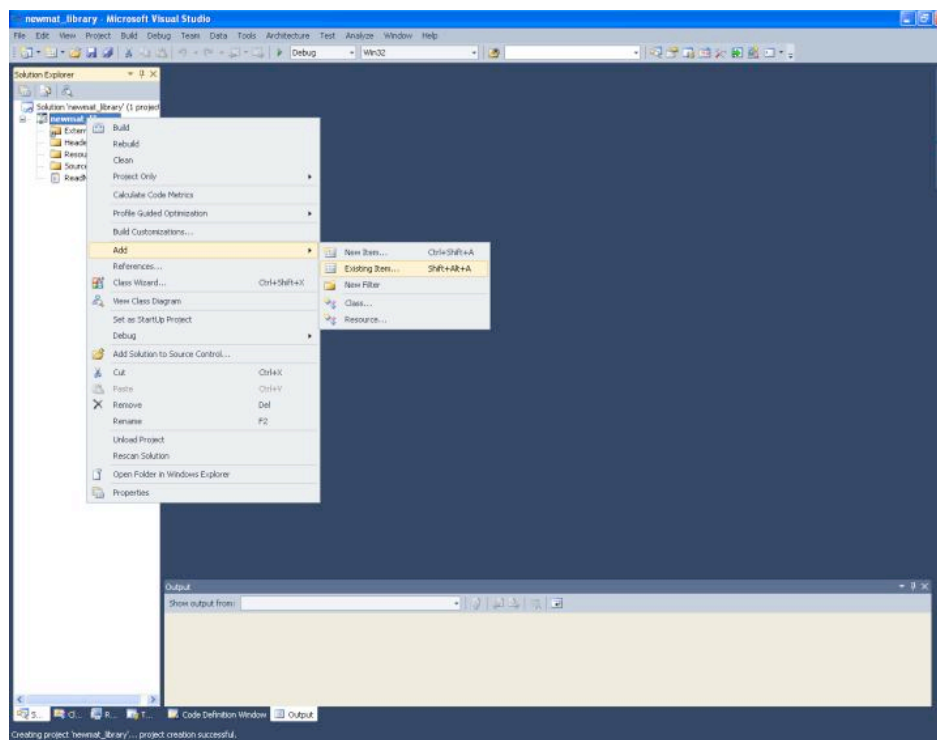 newmat_library - Microsoft Visual Studio
File Edit View Project Build Debug Team Data Tools Architecture Test Analyze Window Help
Debug Win32
Solution Explorer
Solution 'newmat_library' (1 project
newmat
Extern
Heade
Resou
Source
Build
Rebuild
Clean
Project Only
Calculate Code Metrics
Profile Guided Optimization
Build Customizations...
Add
References...
Class Wizard... Ctrl+Shift+X
View Class Diagram
Set as StartUp Project
Debug
Add Solution to Source Control...
Cut Ctrl+X
Paste Ctrl+V
Remove Del
Rename F2
Unload Project
Rescan Solution
Open Folder in Windows Explorer
Properties
New Item... Ctrl+Shift+A
Existing Item... Shift+Alt+A
New Filter
Class...
Resource...
Output
Show output from:
S... Cl... R... T... Code Definition Window Output
Creating project 'newmat_library'... project creation successful.